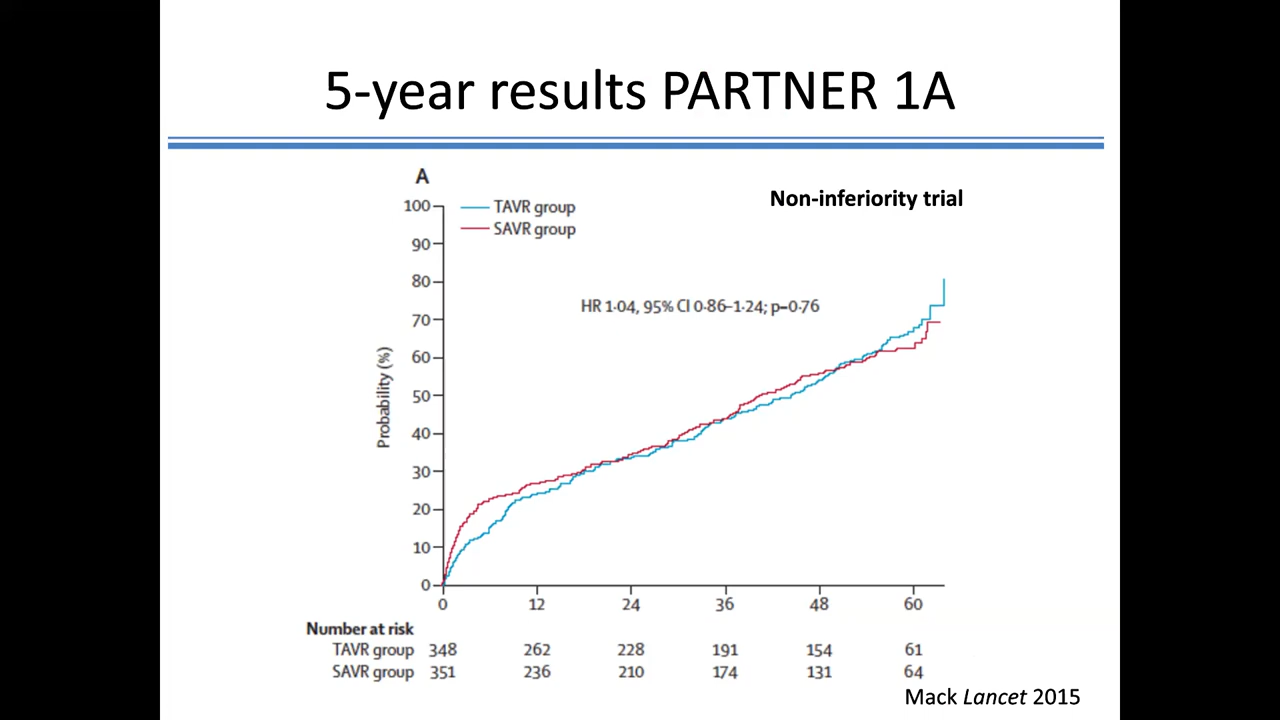 5-year results PARTNER 1A
A
Non-inferiority trial
TAVR group
SAVR group
HR 1·04, 95% CI 0·86–1·24; p=0·76
Probability (%)
100
90
80
70
60
50
40
30
20
10
0
0 12 24 36 48 60
Number at risk
TAVR group 348 262 228 191 154 61
SAVR group 351 236 210 174 131 64
Mack Lancet 2015